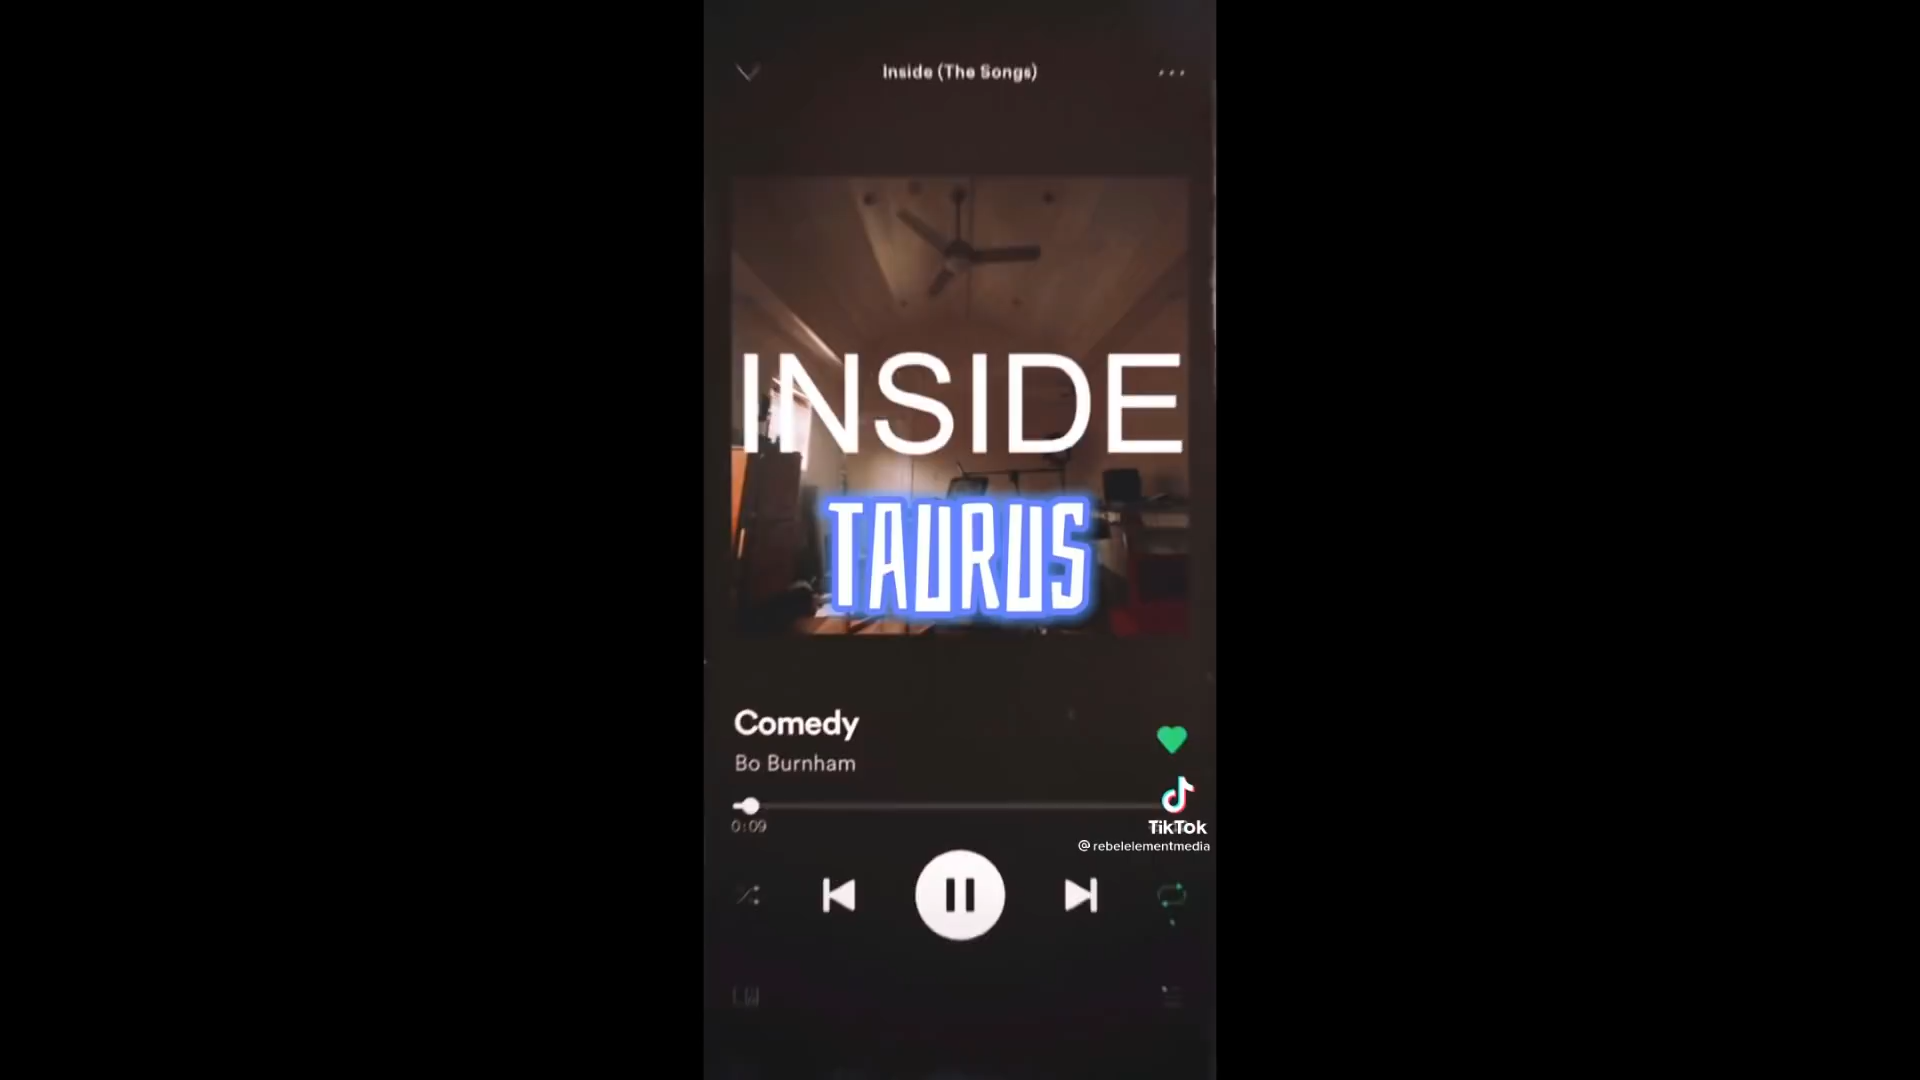 Inside (The Songs)
INSIDE
TAURUS
Comedy
Bo Burnham
0:09
TikTok
@rebelelementmedia